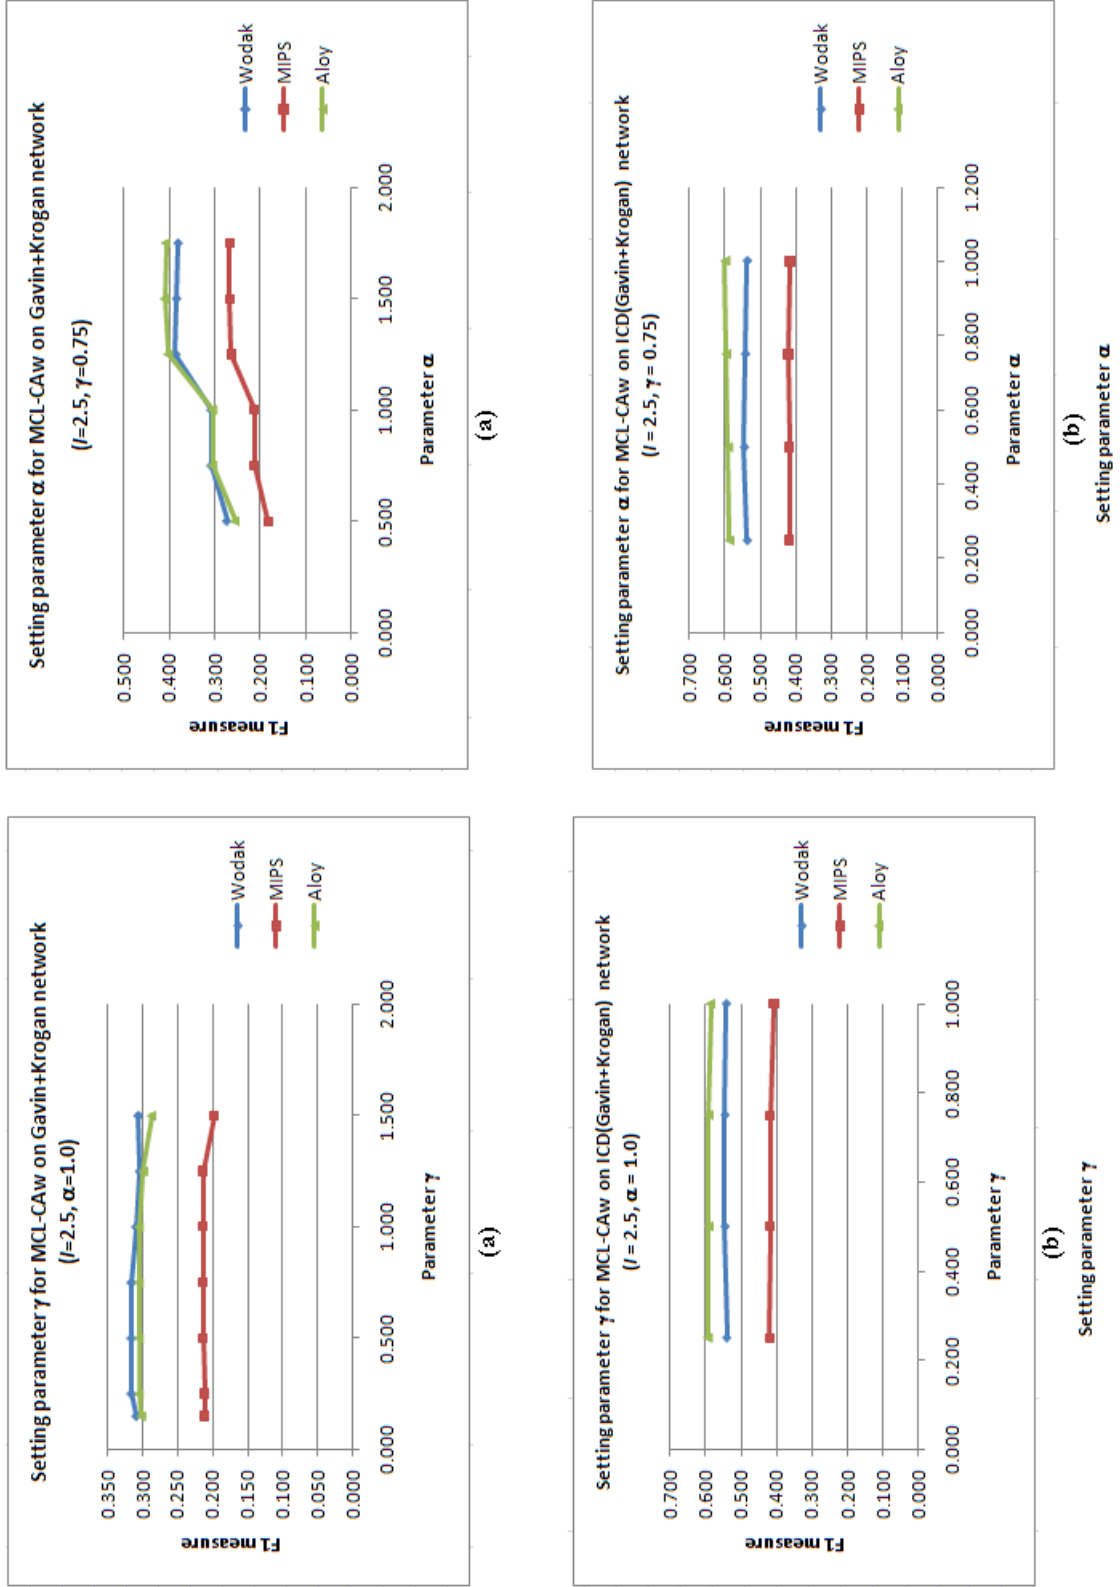 Setting parameter γ for MCL-CAw on Gavin+Krogan network
(I=2.5, α=1.0)
0.350
0.300
0.250
0.200
0.150
0.100
0.050
0.000
F1 measure
0.000
0.500
1.000
1.500
2.000
Parameter γ
Wodak
MIPS
Aloy
(a)
Setting parameter γ for MCL-CAw on ICD(Gavin+Krogan) network
(I = 2.5, α = 1.0)
0.700
0.600
0.500
0.400
0.300
0.200
0.100
0.000
F1 measure
0.000
0.200
0.400
0.600
0.800
1.000
Parameter γ
Wodak
MIPS
Aloy
(b)
Setting parameter γ
Setting parameter α for MCL-CAw on Gavin+Krogan network
(I=2.5, γ=0.75)
0.500
0.400
0.300
0.200
0.100
0.000
F1 measure
0.000
0.500
1.000
1.500
2.000
Parameter α
Wodak
MIPS
Aloy
(a)
Setting parameter α for MCL-CAw on ICD(Gavin+Krogan) network
(I = 2.5, γ = 0.75)
0.700
0.600
0.500
0.400
0.300
0.200
0.100
0.000
F1 measure
0.000
0.200
0.400
0.600
0.800
1.000
1.200
Parameter α
Wodak
MIPS
Aloy
(b)
Setting parameter α